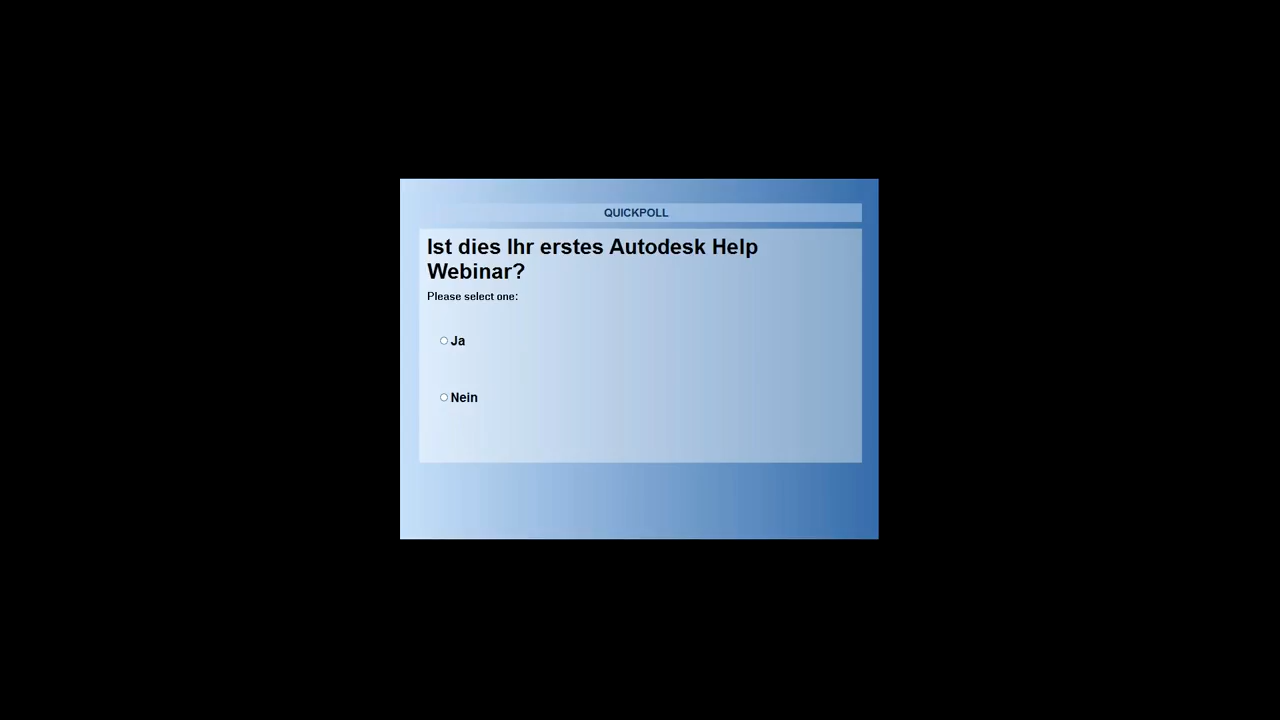 QUICKPOLL
Ist dies Ihr erstes Autodesk Help
Webinar?
Please select one:
Ja
Nein